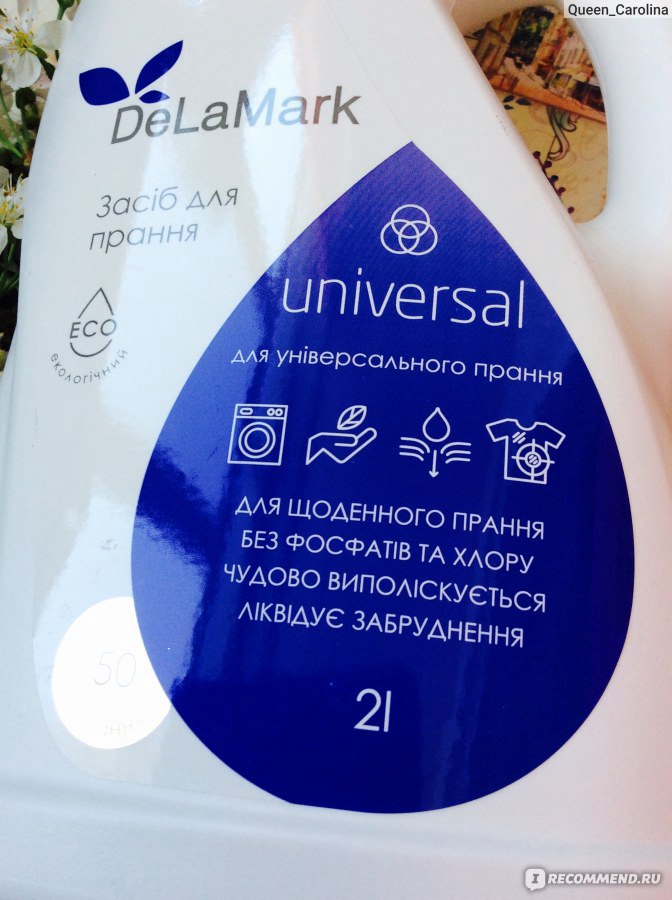 Queen_Carolina
DeLaMark
Засіб для
прання
ECO
екологічний
universal
для універсального прання
ДЛЯ ЩОДЕННОГО ПРАННЯ
БЕЗ ФОСФАТІВ ТА ХЛОРУ
ЧУДОВО ВИПОЛІСКУЄТЬСЯ
ЛІКВІДУЄ ЗАБРУДНЕННЯ
50
2l
IRECOMMEND.RU